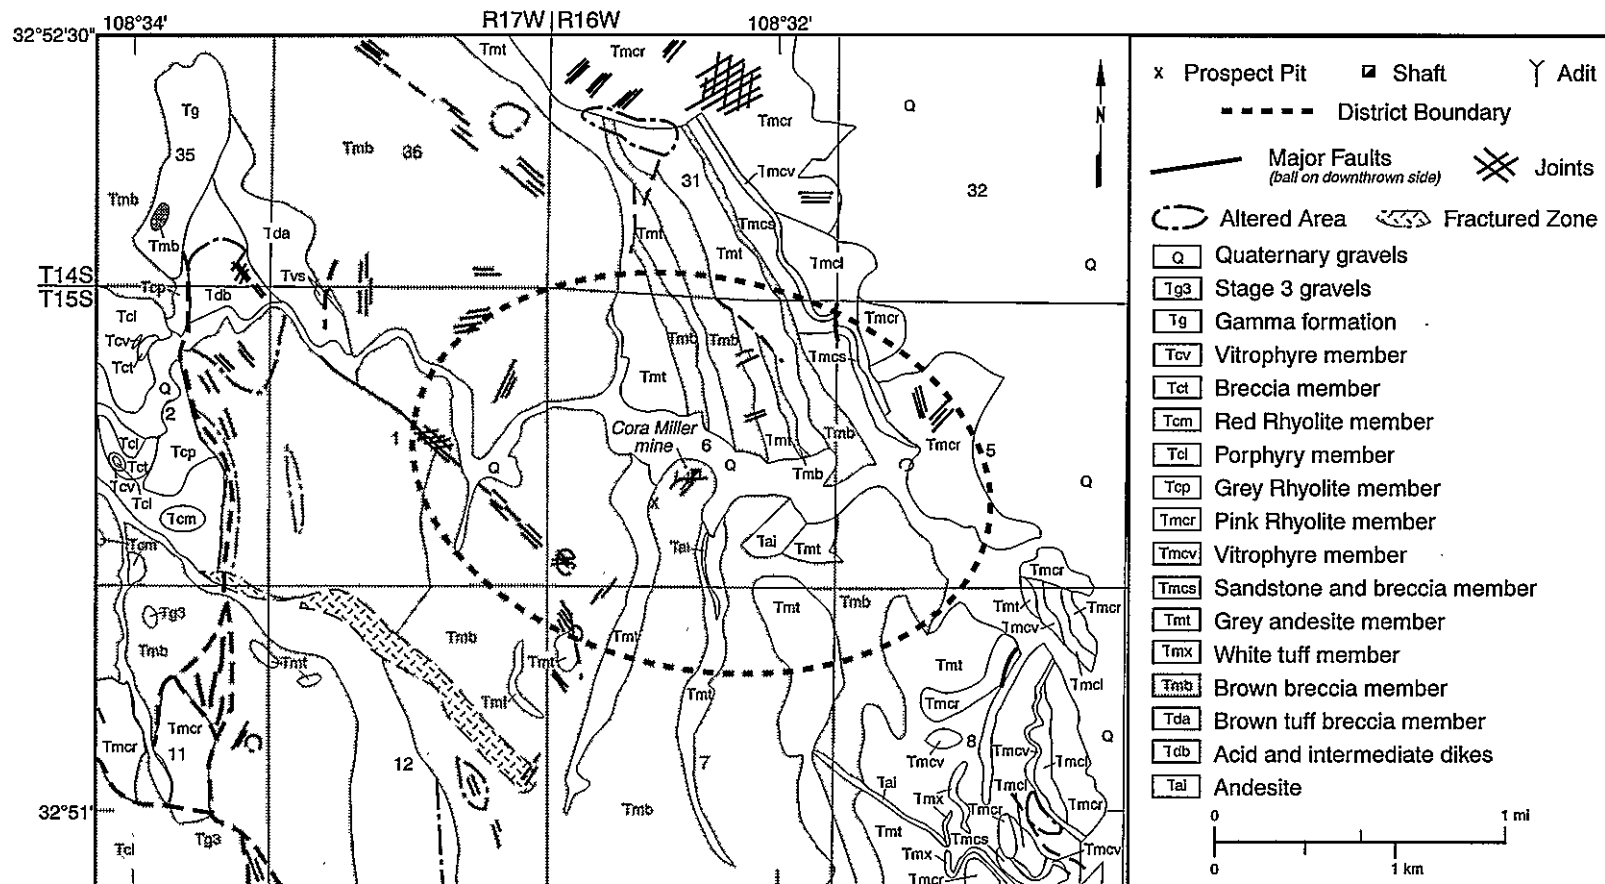 108°34'
R17W
R16W
108°32'
32°52'30"
Tmt
Tmcr
Tg
Q
Tmcr
35
Tmb
36
Tmcv
31
32
Tmb
Tmcs
Tmb
Tda
Tmt
Tmt
Tmcl
Q
T14S
T15S
Tcp
Tdb
Tvs
Tcl
Tmcr
Tcv
Tct
Tmb
Tmb
Tmcs
Tmt
Q
2
Cora Miller
mine
1
6
Tcl
Tcp
Tmt
Tmb
Tmcr
5
Tct
Q
Q
Tmb
Q
Tcv
Tcl
x
Tcm
Tai
Tai
Tmt
Tcm
Tmcr
Tmt
Tmb
Tmt
Tmcr
Tg3
Tmcv
Tmb
Tmb
Tmt
Tmt
Tmt
Tmt
Tmcl
Tmt
Tmcr
Tmcr
Tmcr
11
12
7
8
Q
Tmcv
Tmcv
Tmcl
Tai
Tmcl
32°51'
Tmb
Tmx
Tmcr
Tmcr
Tg3
Tmt
Tmcs
Tcl
Tmx
Tmcv
Tmcr
N
x Prospect Pit
Shaft
Adit
District Boundary
Major Faults
(ball on downthrown side)
Joints
Altered Area
Fractured Zone
Q Quaternary gravels
Tg3 Stage 3 gravels
Tg Gamma formation
Tcv Vitrophyre member
Tct Breccia member
Tcm Red Rhyolite member
Tcl Porphyry member
Tcp Grey Rhyolite member
Tmcr Pink Rhyolite member
Tmcv Vitrophyre member
Tmcs Sandstone and breccia member
Tmt Grey andesite member
Tmx White tuff member
Tmb Brown breccia member
Tda Brown tuff breccia member
Tdb Acid and intermediate dikes
Tai Andesite
0 1 mi
0 1 km